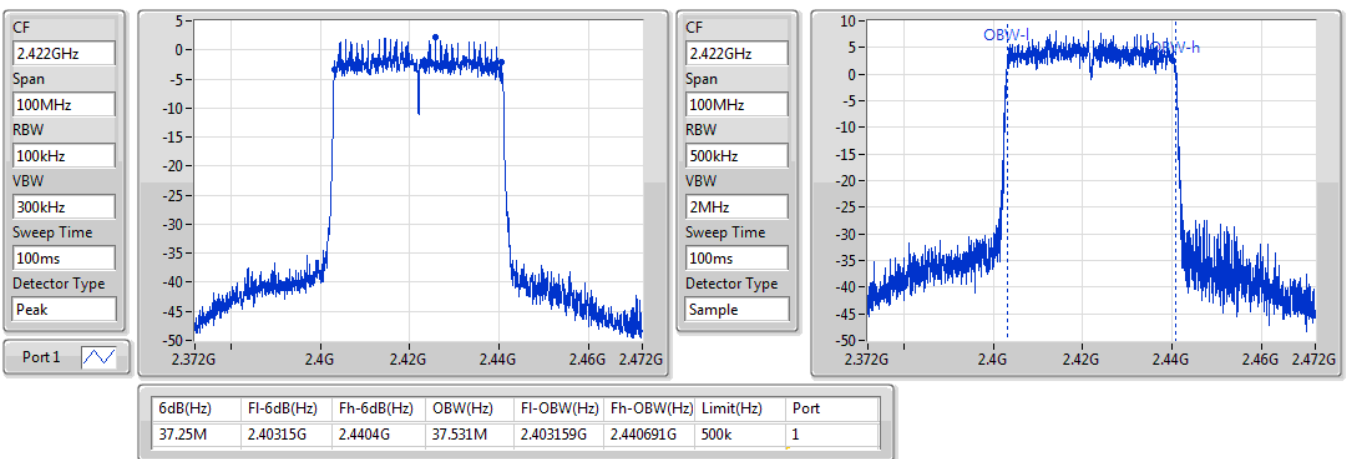 CF
2.422GHz
Span
100MHz
RBW
100kHz
VBW
300kHz
Sweep Time
100ms
Detector Type
Peak
Port 1
5
0
-5
-10
-15
-20
-25
-30
-35
-40
-45
-50
2.372G 2.4G 2.42G 2.44G 2.46G 2.472G
CF
2.422GHz
Span
100MHz
RBW
500kHz
VBW
2MHz
Sweep Time
100ms
Detector Type
Sample
10
5
0
-5
-10
-15
-20
-25
-30
-35
-40
-45
-50
OBW-l
OBW-h
2.372G 2.4G 2.42G 2.44G 2.46G 2.472G
6dB(Hz) Fl-6dB(Hz) Fh-6dB(Hz) OBW(Hz) Fl-OBW(Hz) Fh-OBW(Hz) Limit(Hz) Port
37.25M 2.40315G 2.4404G 37.531M 2.403159G 2.440691G 500k 1